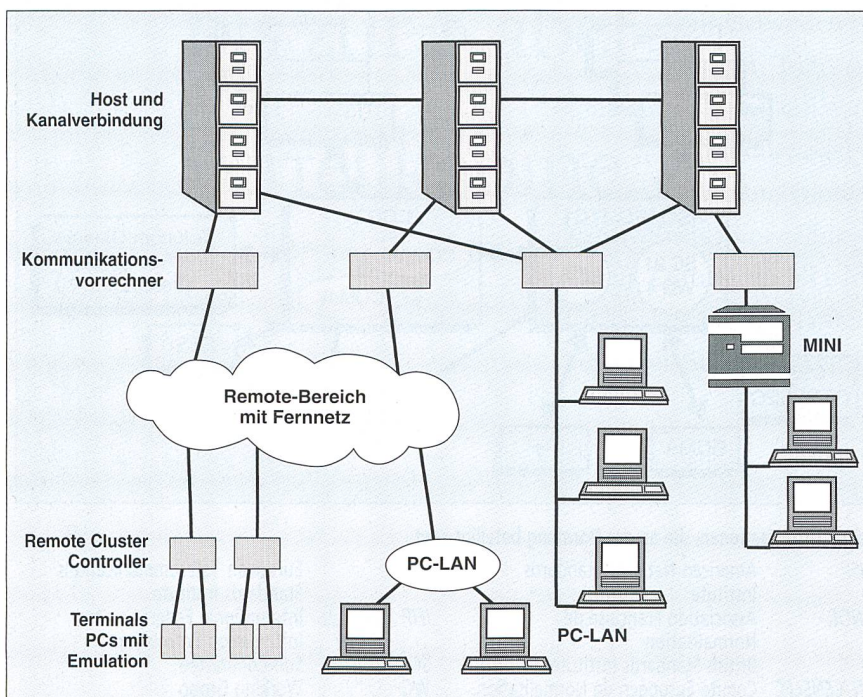 Host und
Kanalverbindung
Kommunikations-
vorrechner
MINI
Remote-Bereich
mit Fernnetz
Remote Cluster
Controller
PC-LAN
Terminals
PCs mit
Emulation
PC-LAN